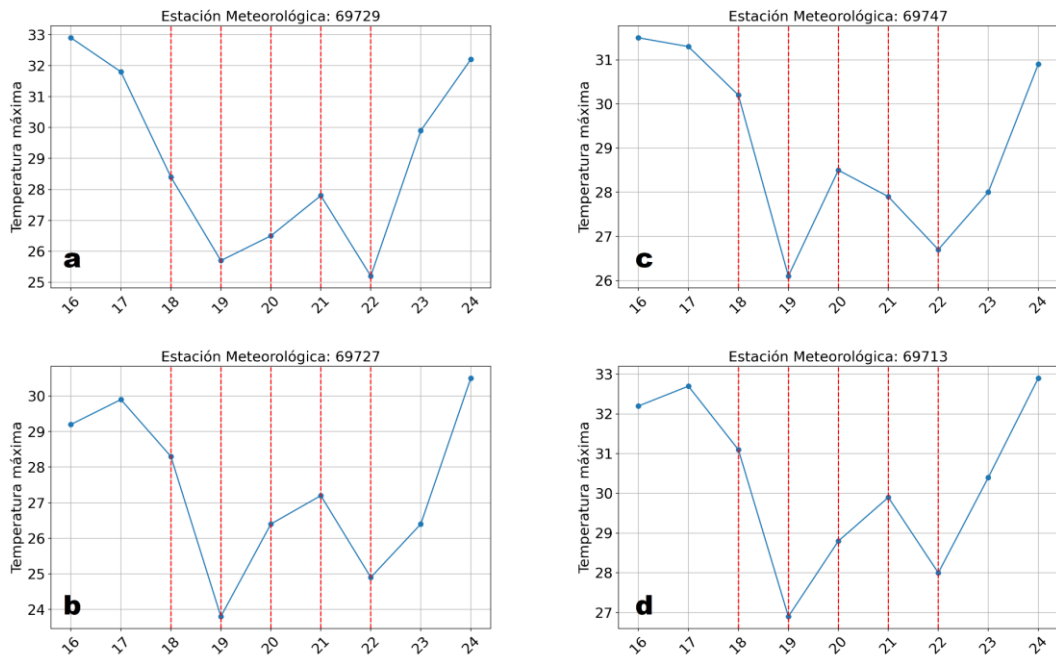 Estación Meteorológica: 69729
Temperatura máxima
33
32
31
30
29
28
27
26
25
a
16 17 18 19 20 21 22 23 24
Estación Meteorológica: 69747
Temperatura máxima
31
30
29
28
27
26
c
16 17 18 19 20 21 22 23 24
Estación Meteorológica: 69727
Temperatura máxima
30
29
28
27
26
25
24
b
16 17 18 19 20 21 22 23 24
Estación Meteorológica: 69713
Temperatura máxima
33
32
31
30
29
28
27
d
16 17 18 19 20 21 22 23 24